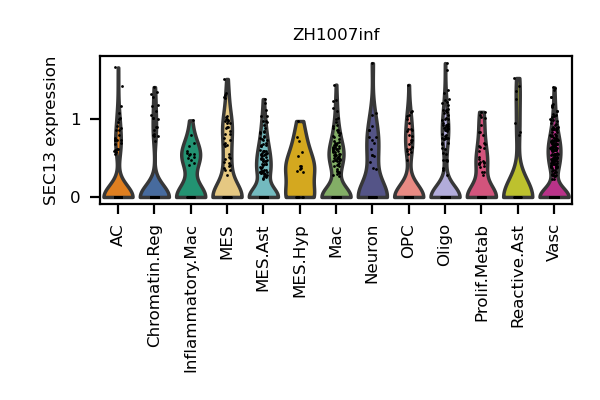 ZH1007inf
SEC13 expression
1
0
AC
Chromatin.Reg
Inflammatory.Mac
MES
MES.Ast
MES.Hyp
Mac
Neuron
OPC
Oligo
Prolif.Metab
Reactive.Ast
Vasc